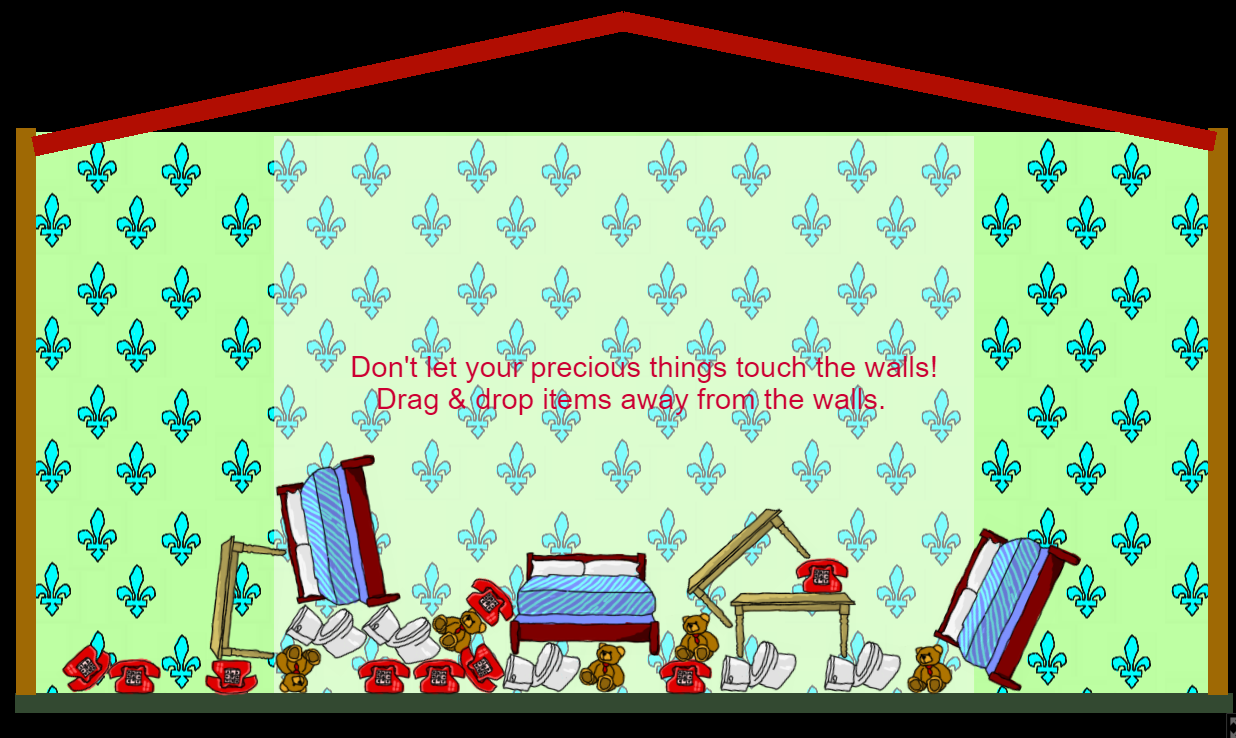 Don't let your precious things touch the walls!
Drag & drop items away from the walls.